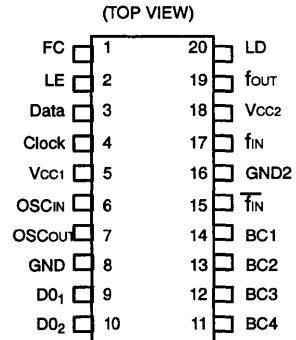 (TOP VIEW)
FC 1 20 LD
LE 2 19 fOUT
Data 3 18 VCC2
Clock 4 17 fIN
VCC1 5 16 GND2
OSCIN 6 15 f̅I̅N̅
OSCOUT 7 14 BC1
GND 8 13 BC2
D0₁ 9 12 BC3
D0₂ 10 11 BC4